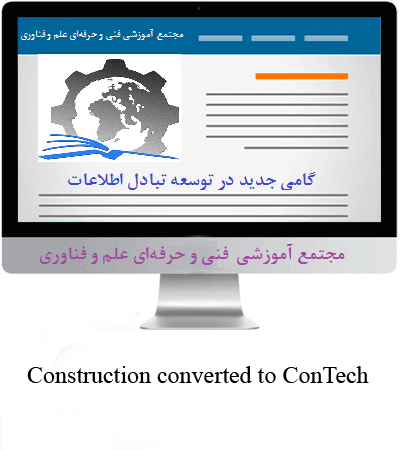 مجتمع آموزشی فنی و حرفه‌ای علم و فناوری
گامی جدید در توسعه تبادل اطلاعات
مجتمع آموزشی فنی و حرفه‌ای علم و فناوری
Construction converted to ConTech